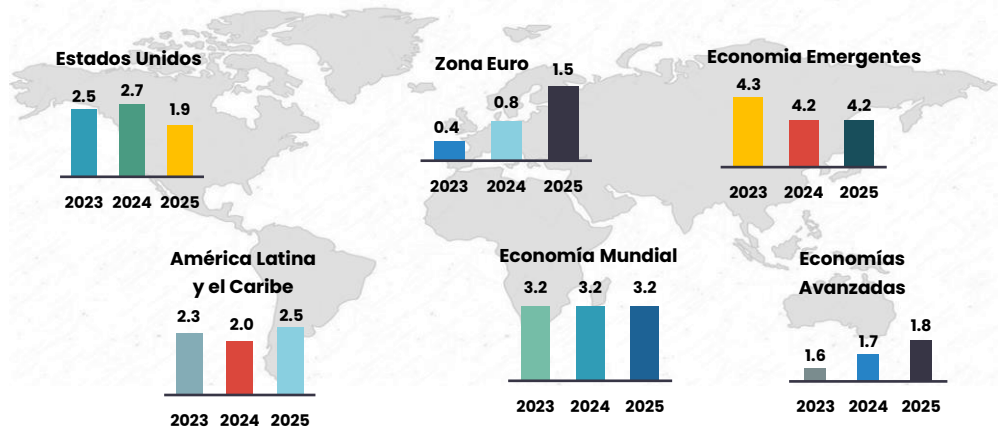 Estados Unidos
2.5
2.7
1.9
2023 2024 2025
Zona Euro
0.4
0.8
1.5
2023 2024 2025
Economia Emergentes
4.3
4.2
4.2
2023 2024 2025
América Latina
y el Caribe
2.3
2.0
2.5
2023 2024 2025
Economía Mundial
3.2 3.2 3.2
2023 2024 2025
Economías
Avanzadas
1.6
1.7
1.8
2023 2024 2025